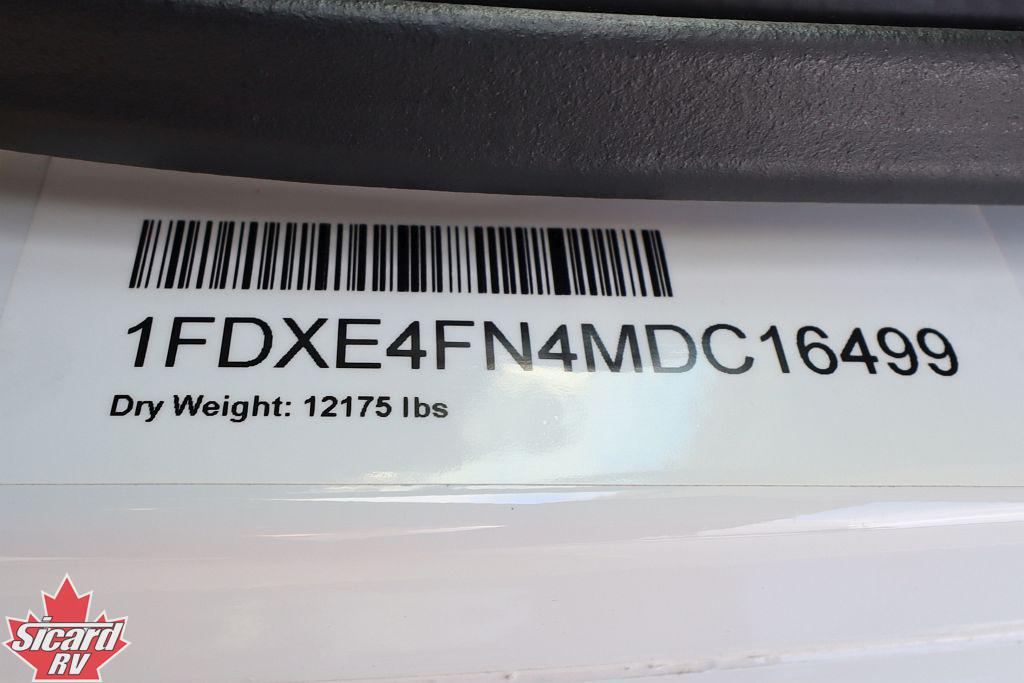 1FDXE4FN4MDC16499
Dry Weight: 12175 lbs
Sicard
RV